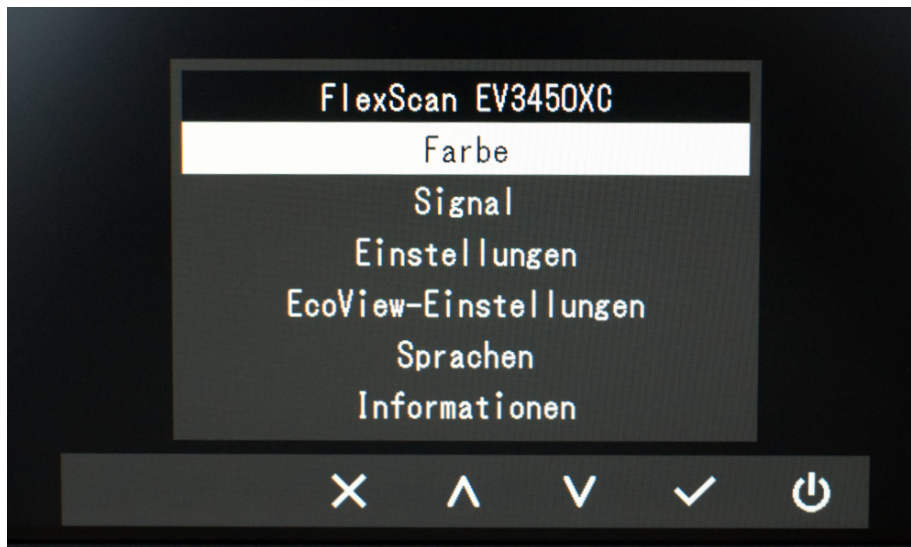 FlexScan EV3450XC
Farbe
Signal
Einstellungen
EcoView-Einstellungen
Sprachen
Informationen